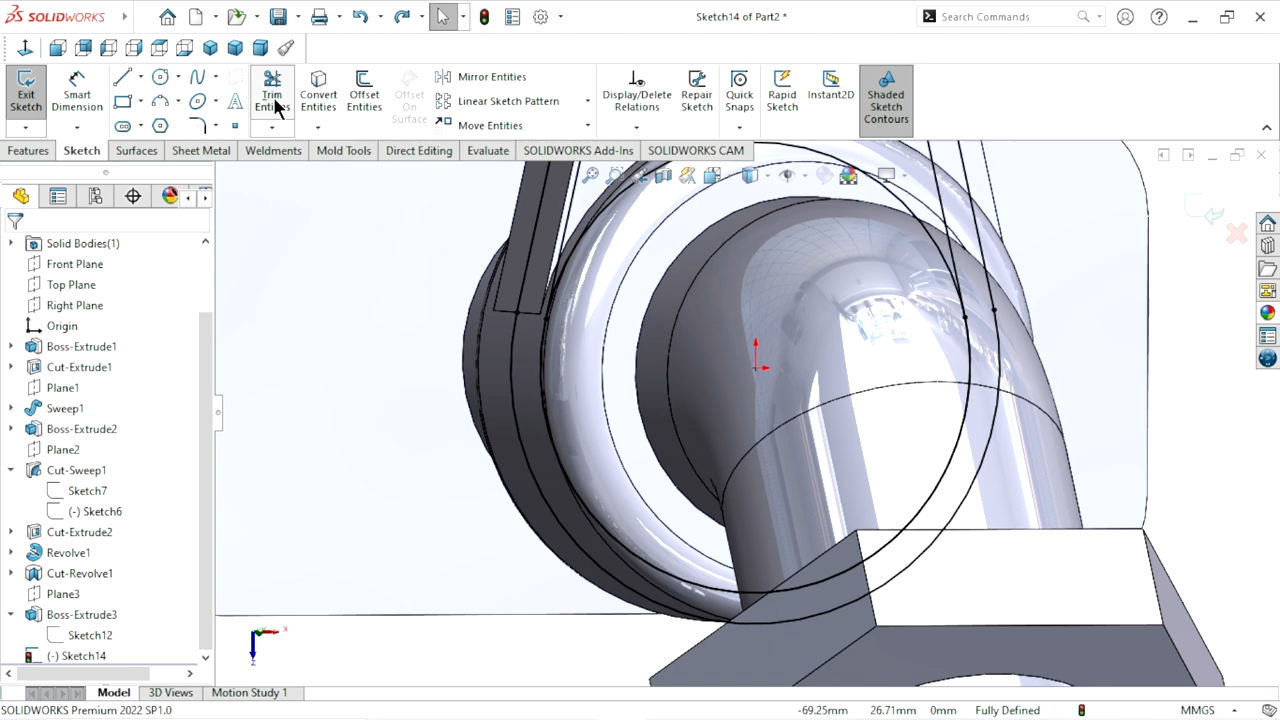 SOLIDWORKS
Sketch14 of Part2 *
Search Commands
Exit Sketch
Smart Dimension
Trim Entities
Convert Entities
Offset Entities
Offset On Surface
Mirror Entities
Linear Sketch Pattern
Move Entities
Display/Delete Relations
Repair Sketch
Quick Snaps
Rapid Sketch
Instant2D
Shaded Sketch Contours
Features
Sketch
Surfaces
Sheet Metal
Weldments
Mold Tools
Direct Editing
Evaluate
SOLIDWORKS Add-Ins
SOLIDWORKS CAM
Solid Bodies(1)
Front Plane
Top Plane
Right Plane
Origin
Boss-Extrude1
Cut-Extrude1
Plane1
Sweep1
Boss-Extrude2
Plane2
Cut-Sweep1
Sketch7
(-) Sketch6
Cut-Extrude2
Revolve1
Cut-Revolve1
Plane3
Boss-Extrude3
Sketch12
(-) Sketch14
X
Z
Model
3D Views
Motion Study 1
SOLIDWORKS Premium 2022 SP1.0
-69.25mm
26.71mm
0mm
Fully Defined
MMGS